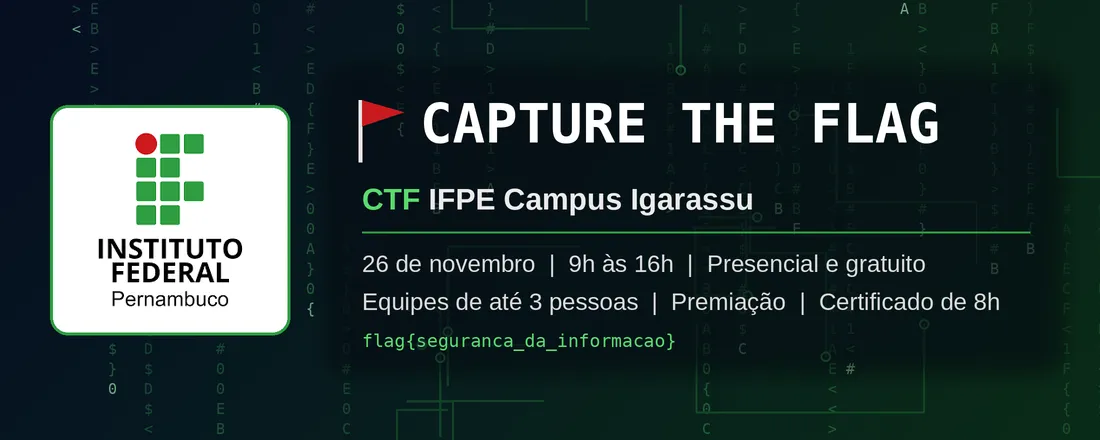 INSTITUTO
FEDERAL
Pernambuco
CAPTURE THE FLAG
CTF IFPE Campus Igarassu
26 de novembro | 9h às 16h | Presencial e gratuito
Equipes de até 3 pessoas | Premiação | Certificado de 8h
flag{seguranca_da_informacao}